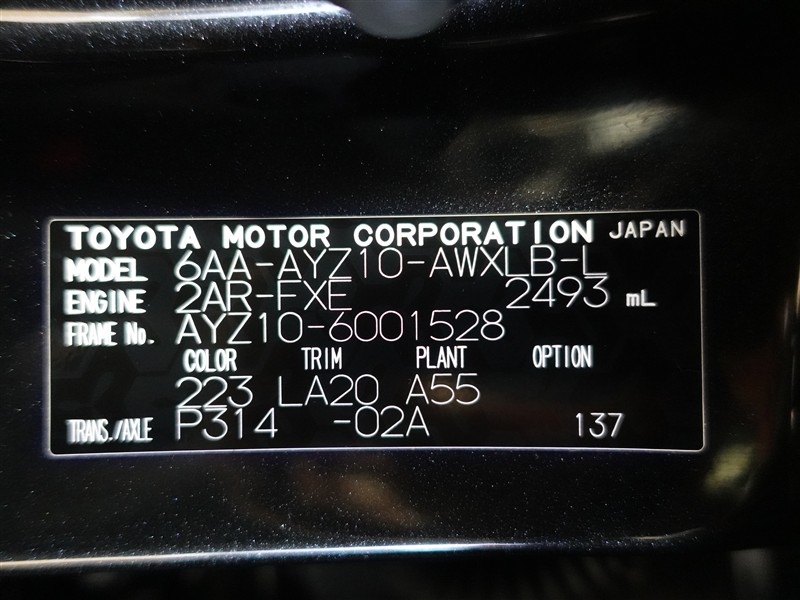 TOYOTA MOTOR CORPORATION JAPAN
MODEL 6AA-AYZ10-AWXLB-L
ENGINE 2AR-FXE 2493 mL
FRAME No. AYZ10-6001528
COLOR TRIM PLANT OPTION
223 LA20 A55
TRANS./AXLE P314 -02A 137